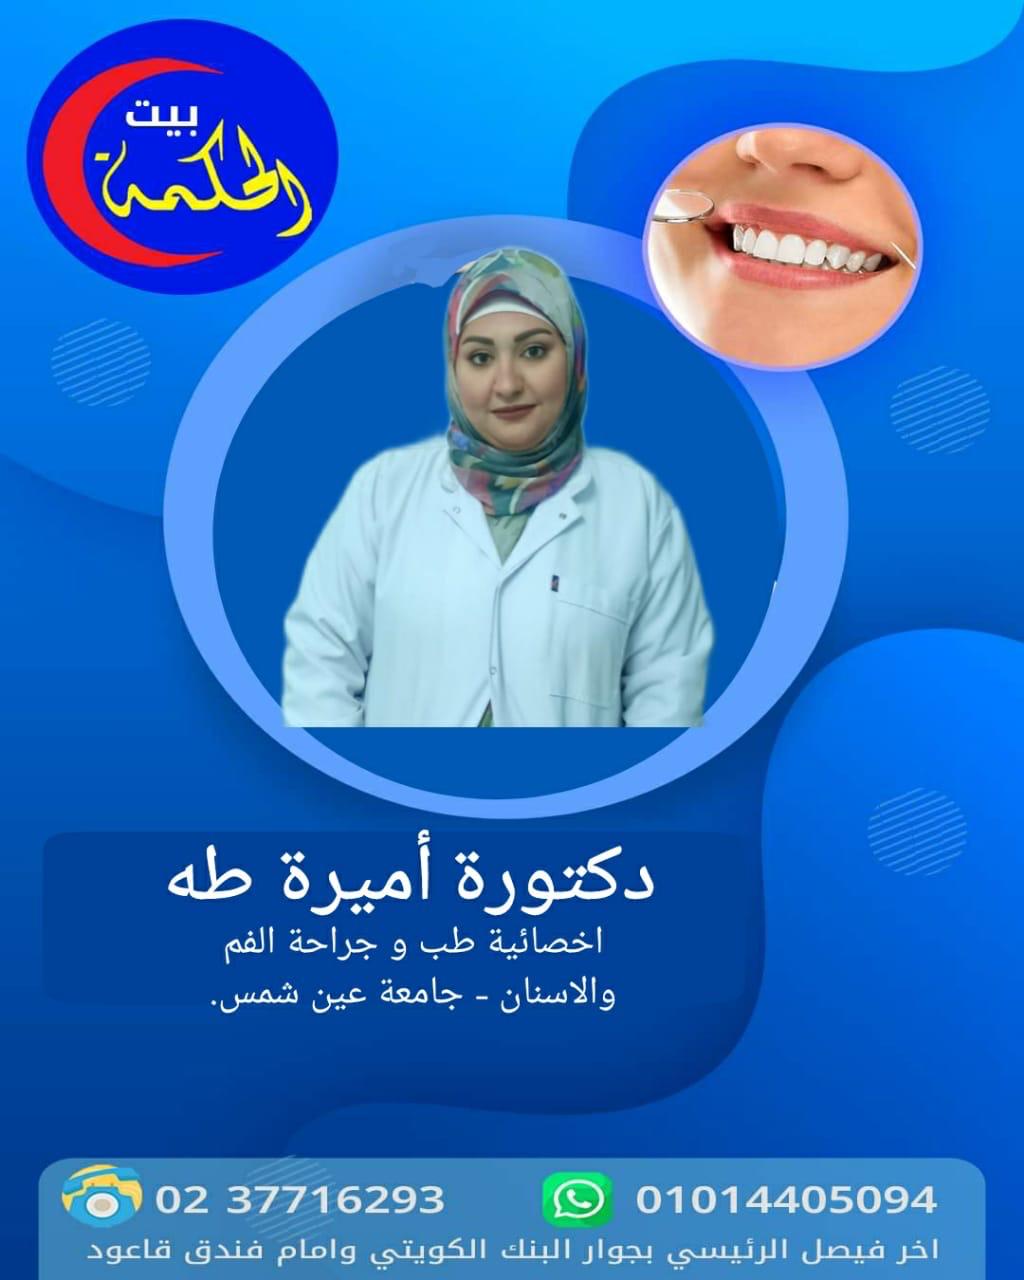 بيت
الحكمة
دكتورة أميرة طه
اخصائية طب و جراحة الفم
والاسنان - جامعة عين شمس.
02 37716293
01014405094
اخر فيصل الرئيسي بجوار البنك الكويتي وامام فندق قاعود